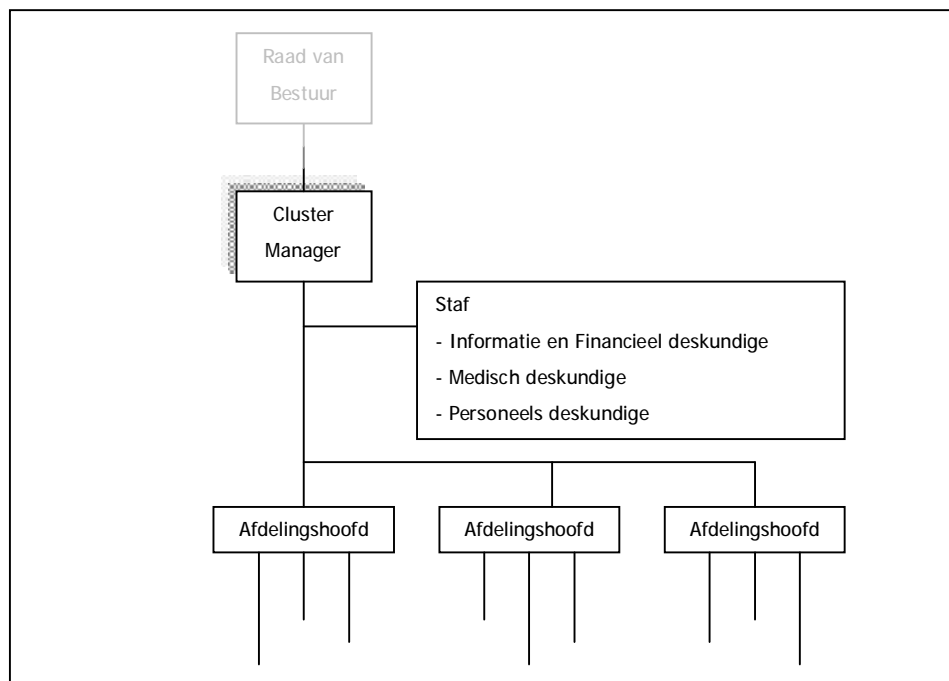 Raad van
Bestuur
Cluster
Manager
Staf
- Informatie en Financieel deskundige
- Medisch deskundige
- Personeels deskundige
Afdelingshoofd
Afdelingshoofd
Afdelingshoofd